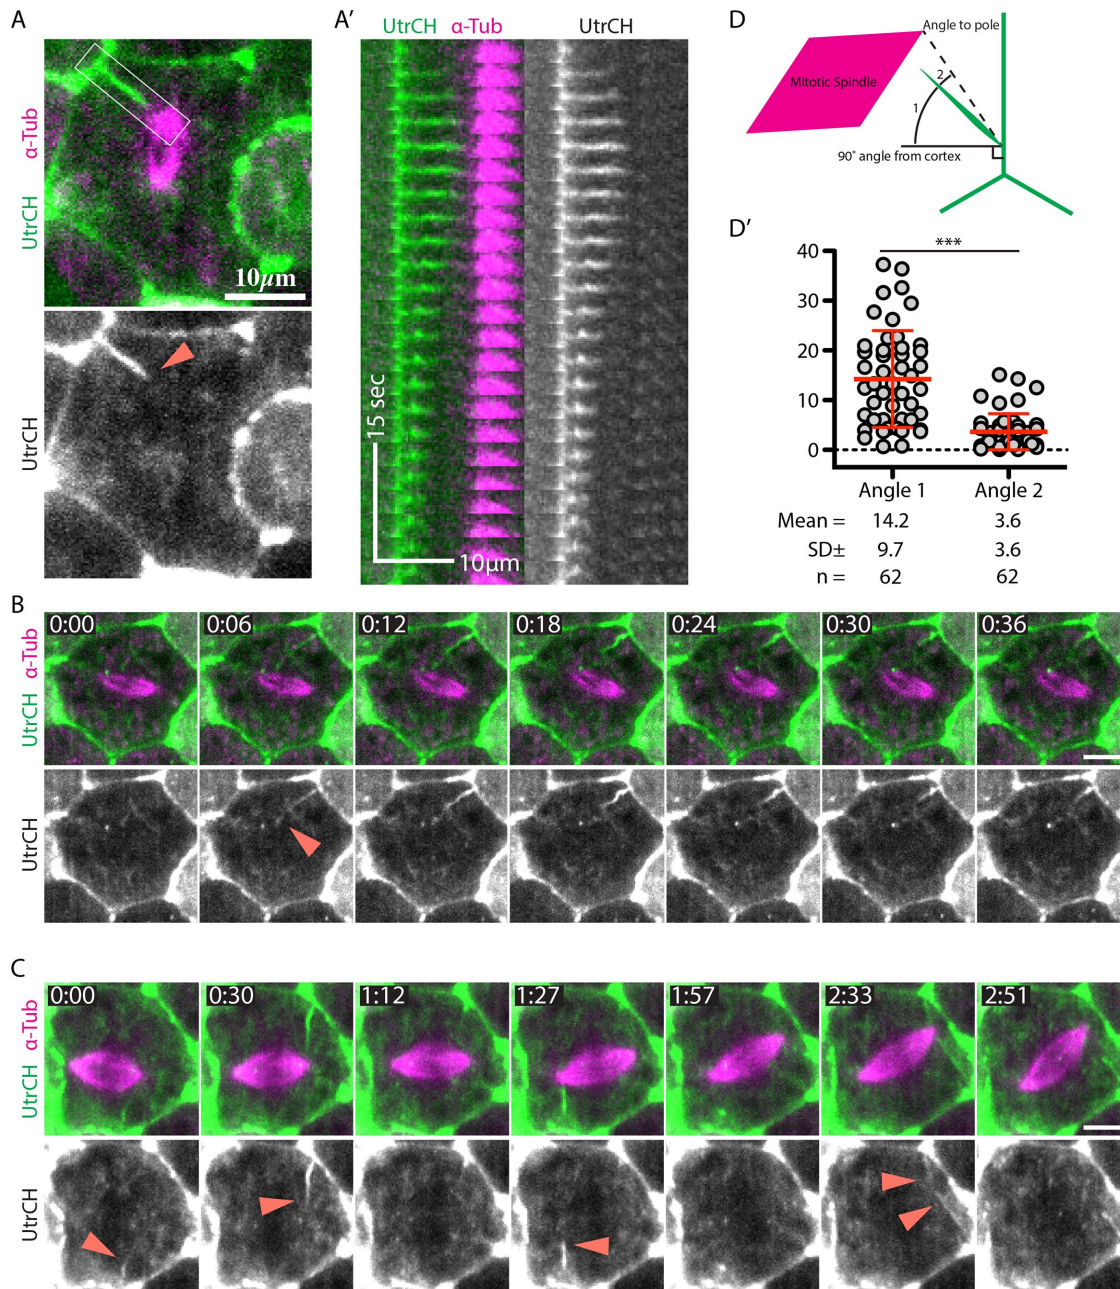 A
α-Tub
UtrCH
10μm
UtrCH
A’
UtrCH α-Tub UtrCH
15 sec
10μm
D
Angle to pole
Mitotic Spindle
2
1
90˚ angle from cortex
D’
***
40
30
20
10
0
Angle 1 Angle 2
Mean = 14.2 3.6
SD± 9.7 3.6
n = 62 62
B
UtrCH α-Tub
0:00 0:06 0:12 0:18 0:24 0:30 0:36
UtrCH
C
UtrCH α-Tub
0:00 0:30 1:12 1:27 1:57 2:33 2:51
UtrCH